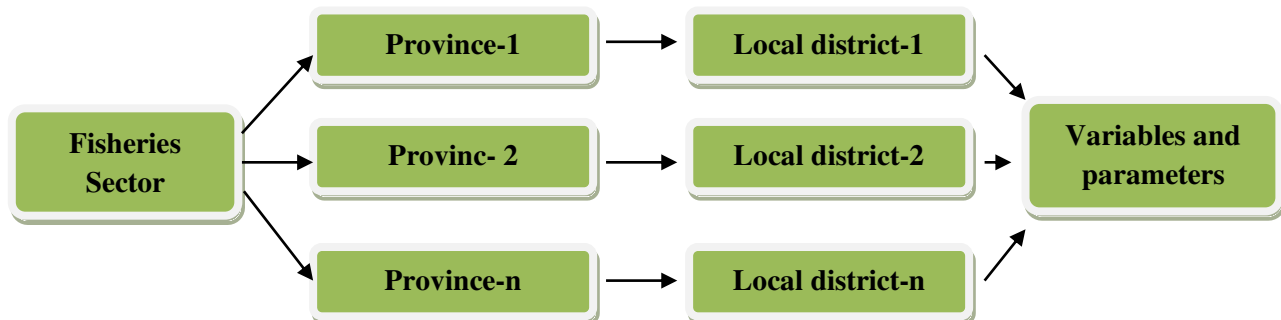 Province-1
Local district-1
Fisheries
Sector
Provinc- 2
Local district-2
Variables and
parameters
Province-n
Local district-n